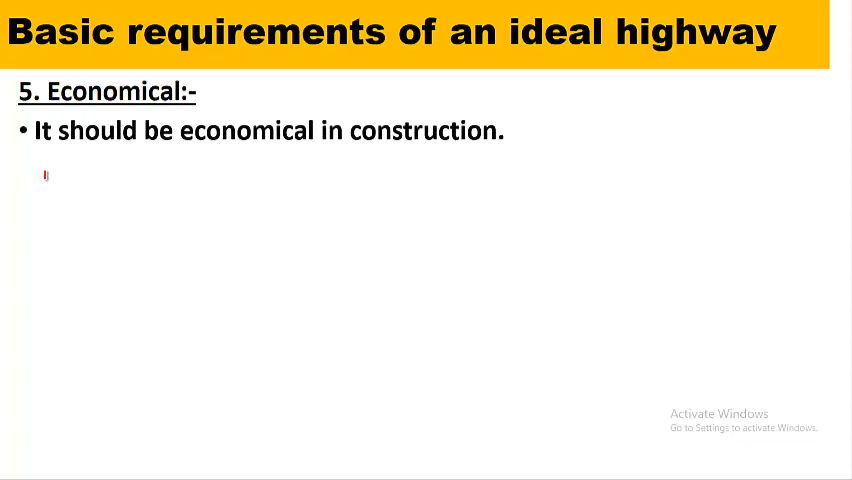 Basic requirements of an ideal highway
5. Economical:-
• It should be economical in construction.
Activate Windows
Go to Settings to activate Windows.